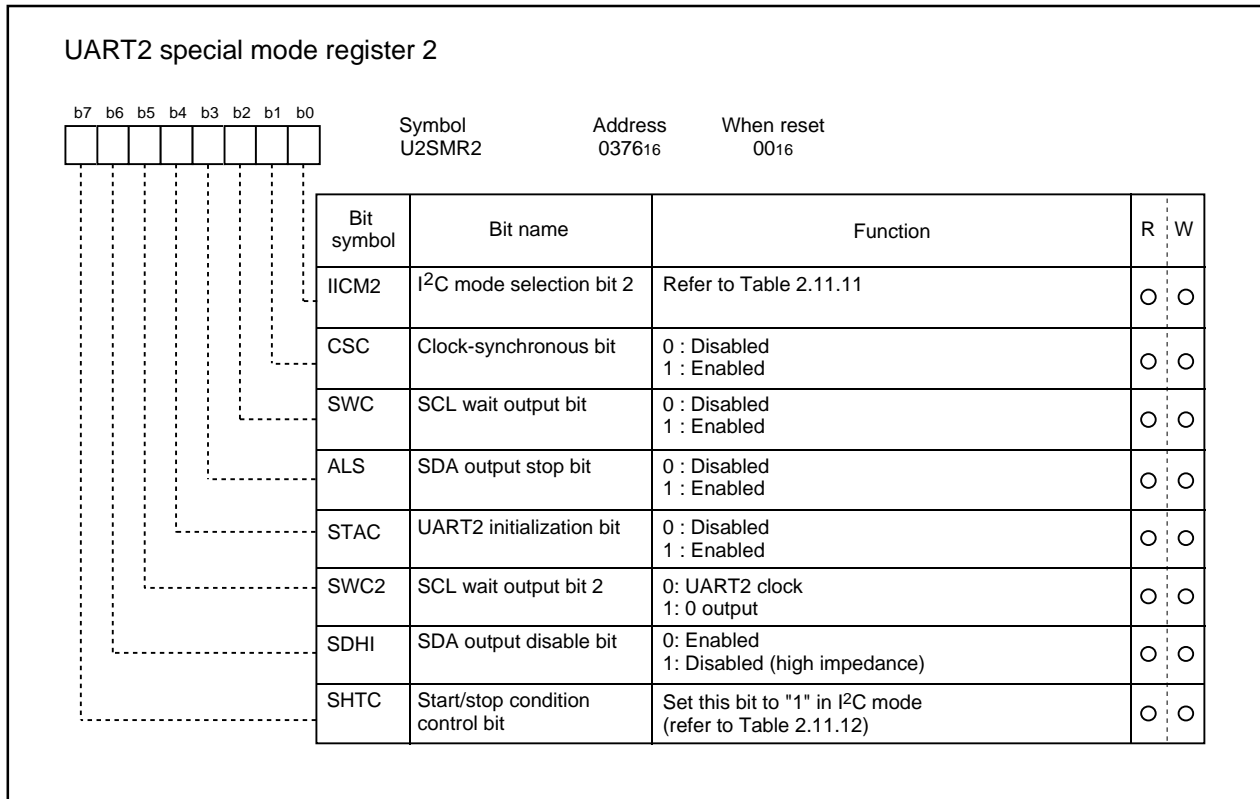 UART2 special mode register 2
b7 b6 b5 b4 b3 b2 b1 b0
Symbol Address When reset
U2SMR2 037616 0016
Bit symbol Bit name Function R W
IICM2 I2C mode selection bit 2 Refer to Table 2.11.11
CSC Clock-synchronous bit 0 : Disabled
1 : Enabled
SWC SCL wait output bit 0 : Disabled
1 : Enabled
ALS SDA output stop bit 0 : Disabled
1 : Enabled
STAC UART2 initialization bit 0 : Disabled
1 : Enabled
SWC2 SCL wait output bit 2 0: UART2 clock
1: 0 output
SDHI SDA output disable bit 0: Enabled
1: Disabled (high impedance)
SHTC Start/stop condition control bit Set this bit to "1" in I2C mode
(refer to Table 2.11.12)